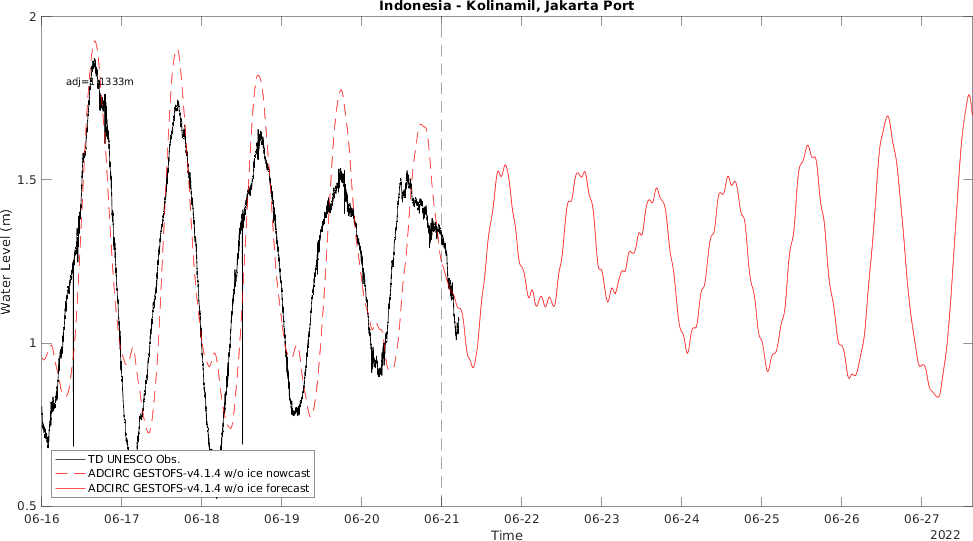 Indonesia - Kolinamil, Jakarta Port
2
adj=1.1333m
1.5
Water Level (m)
1
TD UNESCO Obs.
ADCIRC GESTOFS-v4.1.4 w/o ice nowcast
ADCIRC GESTOFS-v4.1.4 w/o ice forecast
0.5
06-16 06-17 06-18 06-19 06-20 06-21 06-22 06-23 06-24 06-25 06-26 06-27
Time
2022